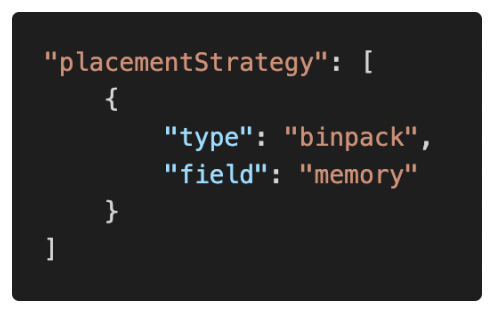 "placementStrategy": [
    {
        "type": "binpack",
        "field": "memory"
    }
]